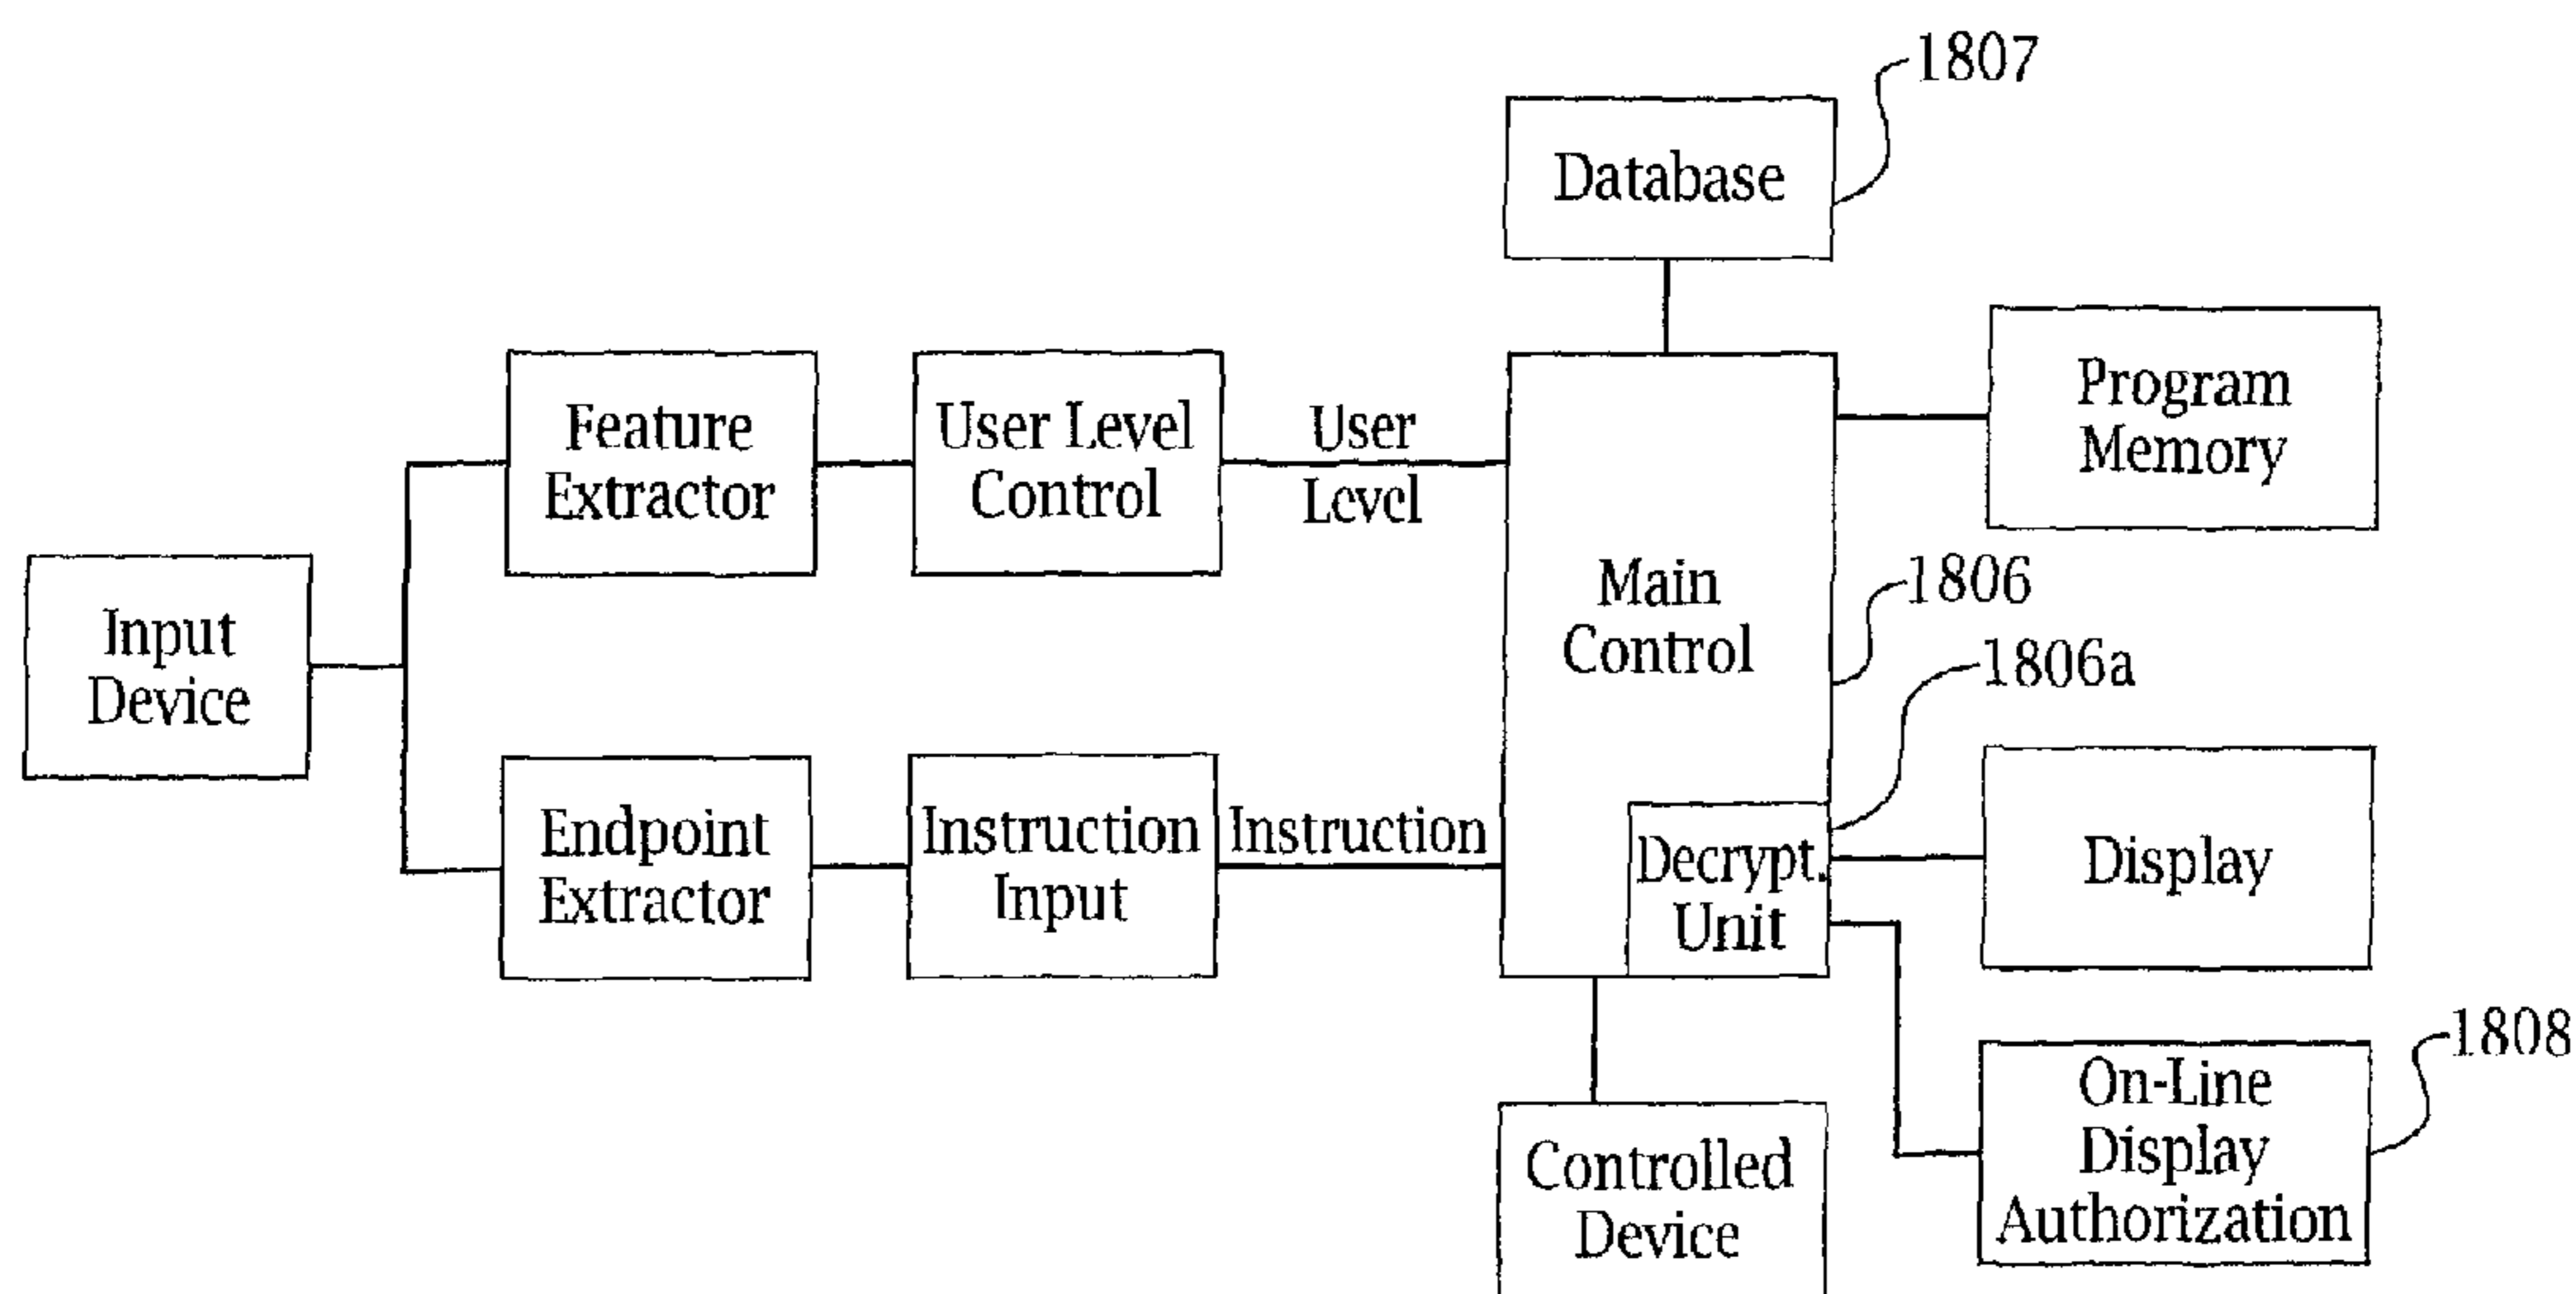 1807
Database
Program
Memory
Feature
Extractor
User Level
Control
User
Level
Main
Control
1806
1806a
Input
Device
Endpoint
Extractor
Instruction
Input
Instruction
Decrypt.
Unit
Display
1808
On-Line
Display
Authorization
Controlled
Device